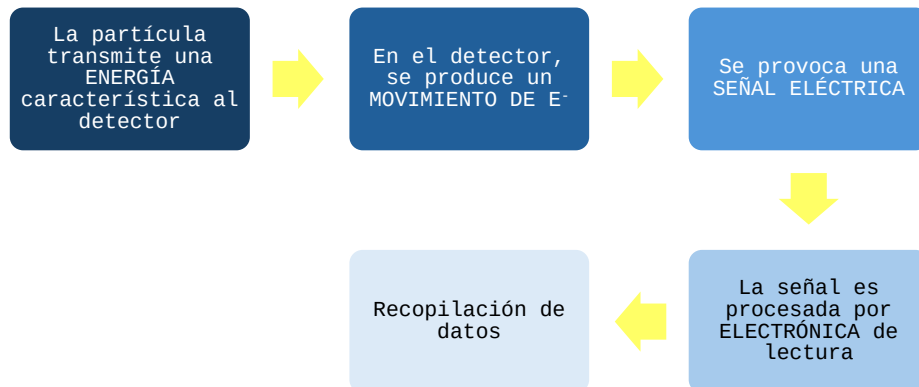 La partícula
transmite una
ENERGÍA
característica al
detector
En el detector,
se produce un
MOVIMIENTO DE E-
Se provoca una
SEÑAL ELÉCTRICA
La señal es
procesada por
ELECTRÓNICA de
lectura
Recopilación de
datos